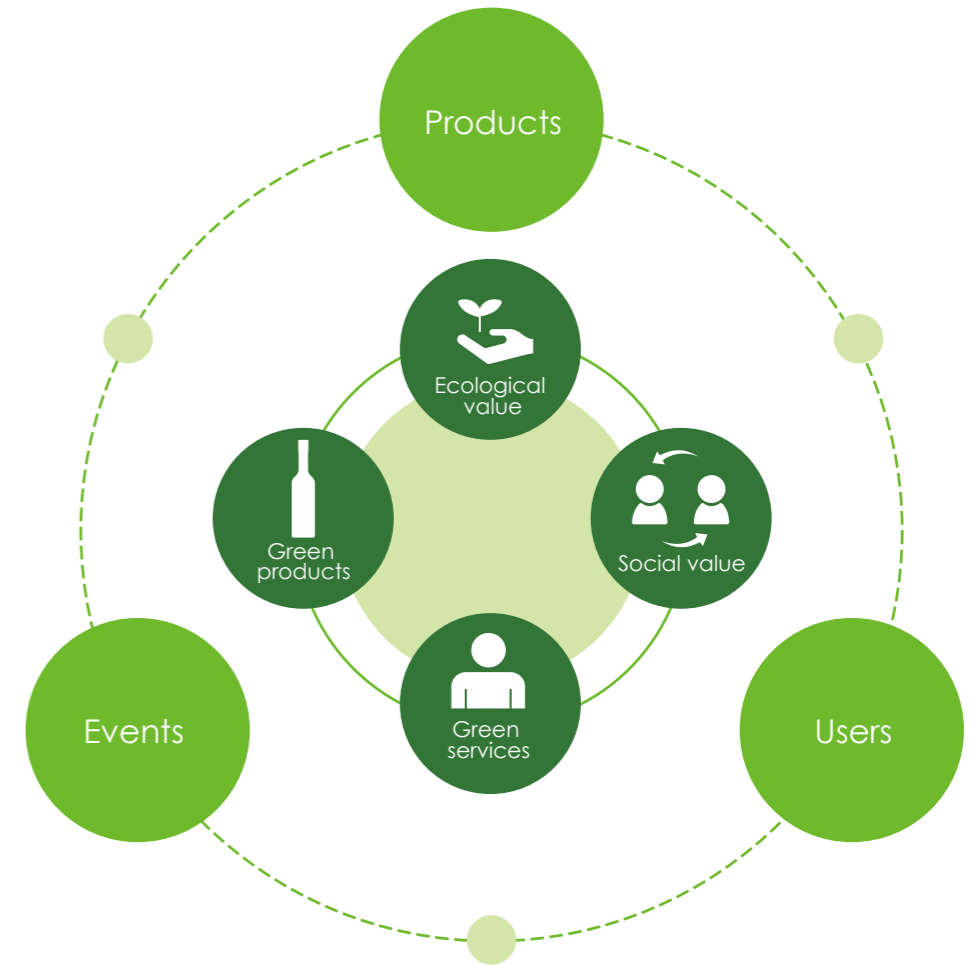 Products
Ecological
value
Green
products
Social value
Green
services
Events
Users